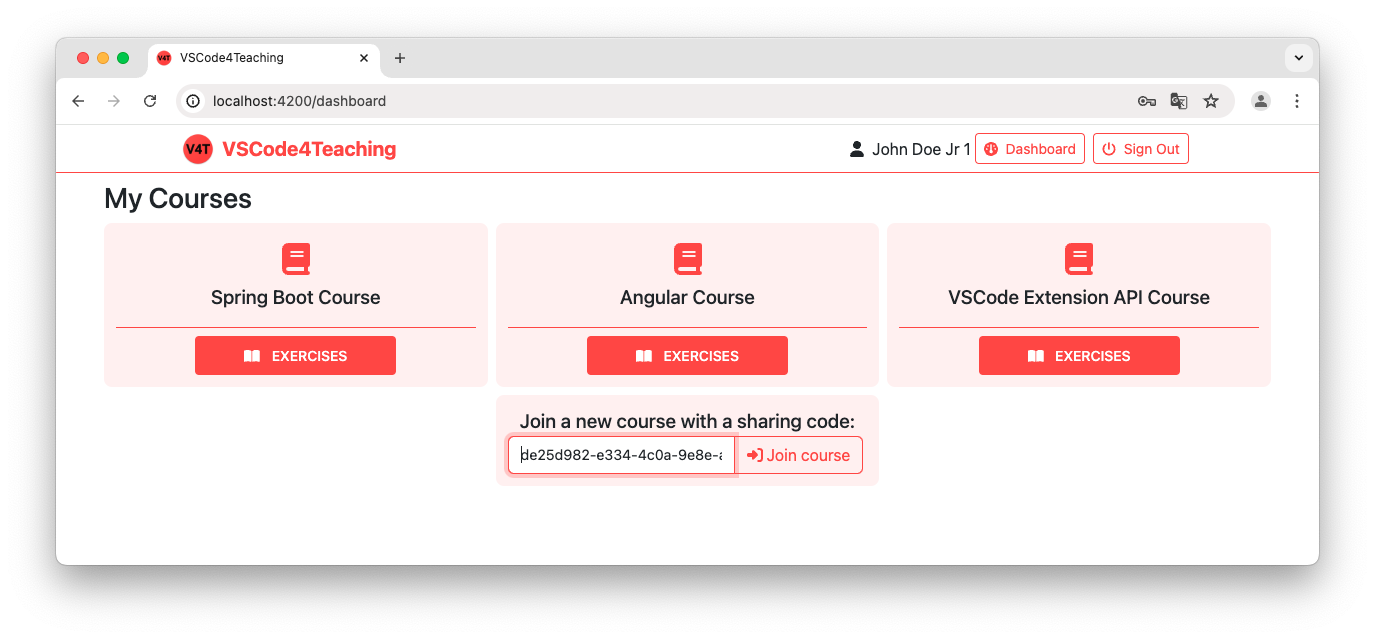 VSCode4Teaching
localhost:4200/dashboard
V4T VSCode4Teaching
John Doe Jr 1 Dashboard Sign Out
My Courses
Spring Boot Course
EXERCISES
Angular Course
EXERCISES
VSCode Extension API Course
EXERCISES
Join a new course with a sharing code:
de25d982-e334-4c0a-9e8e-a Join course